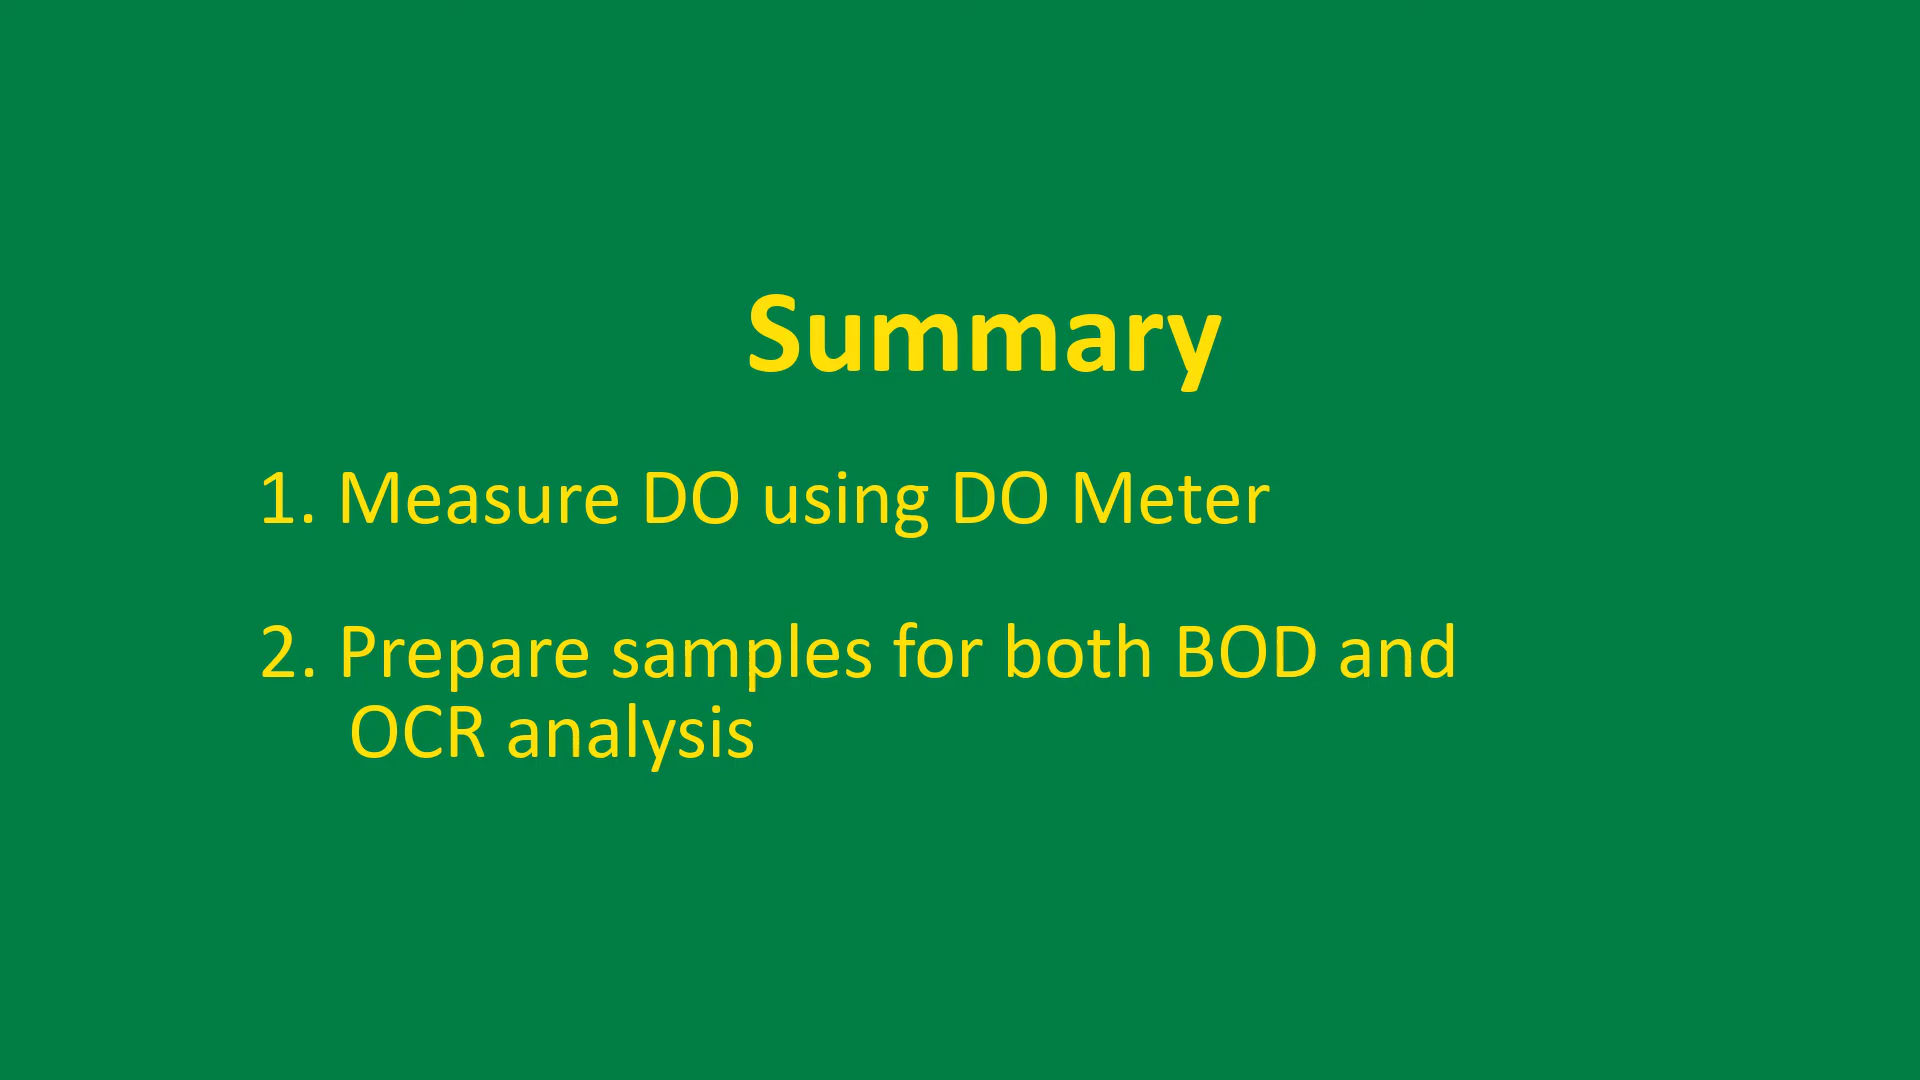 Summary
1. Measure DO using DO Meter
2. Prepare samples for both BOD and
OCR analysis